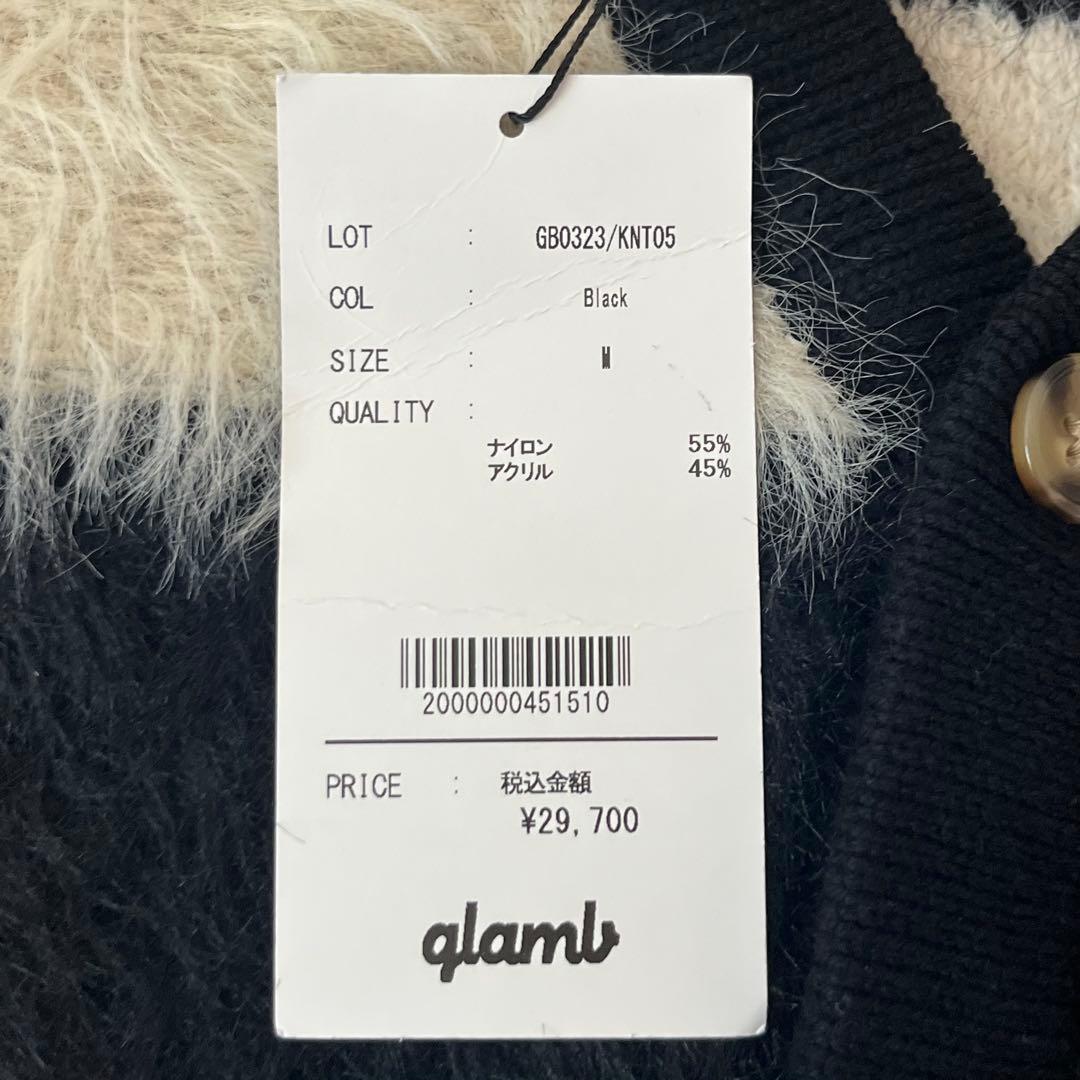 LOT : GB0323/KNT05
COL : Black
SIZE : M
QUALITY :
ナイロン 55%
アクリル 45%
2000000451510
PRICE : 税込金額
¥29,700
glamb